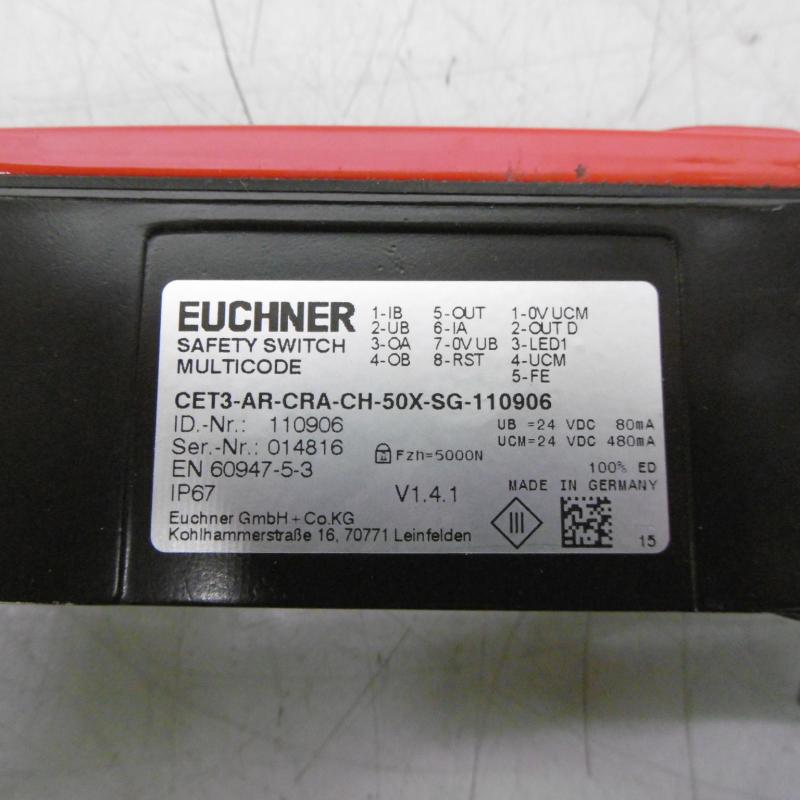 EUCHNER
SAFETY SWITCH
MULTICODE
1-IB 5-OUT 1-0V UCM
2-UB 6-IA 2-OUT D
3-OA 7-0V UB 3-LED1
4-OB 8-RST 4-UCM
5-FE
CET3-AR-CRA-CH-50X-SG-110906
ID.-Nr.: 110906 UB =24 VDC 80mA
Ser.-Nr.: 014816 UCM=24 VDC 480mA
EN 60947-5-3 Fzh=5000N 100% ED
IP67 V1.4.1 MADE IN GERMANY
Euchner GmbH + Co.KG
Kohlhammerstraße 16, 70771 Leinfelden
III
15